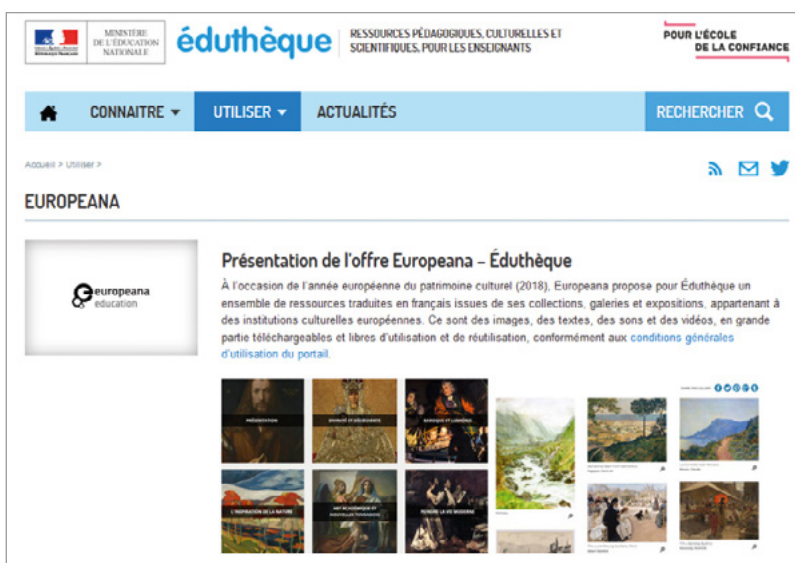 MINISTÈRE
DE L'ÉDUCATION
NATIONALE
éduthèque
RESSOURCES PÉDAGOGIQUES, CULTURELLES ET
SCIENTIFIQUES, POUR LES ENSEIGNANTS
POUR L'ÉCOLE
DE LA CONFIANCE
CONNAITRE
UTILISER
ACTUALITÉS
RECHERCHER
Accueil > Utiliser >
EUROPEANA
europeana
education
Présentation de l'offre Europeana – Éduthèque
À l'occasion de l'année européenne du patrimoine culturel (2018), Europeana propose pour Éduthèque un
ensemble de ressources traduites en français issues de ses collections, galeries et expositions, appartenant à
des institutions culturelles européennes. Ce sont des images, des textes, des sons et des vidéos, en grande
partie téléchargeables et libres d'utilisation et de réutilisation, conformément aux conditions générales
d'utilisation du portail.
PRÉSENTATION
BAROQUE ET LUMIÈRES
L'INSPIRATION DE LA NATURE
ART ACADÉMIQUE ET
PEINDRE LA VIE MODERNE